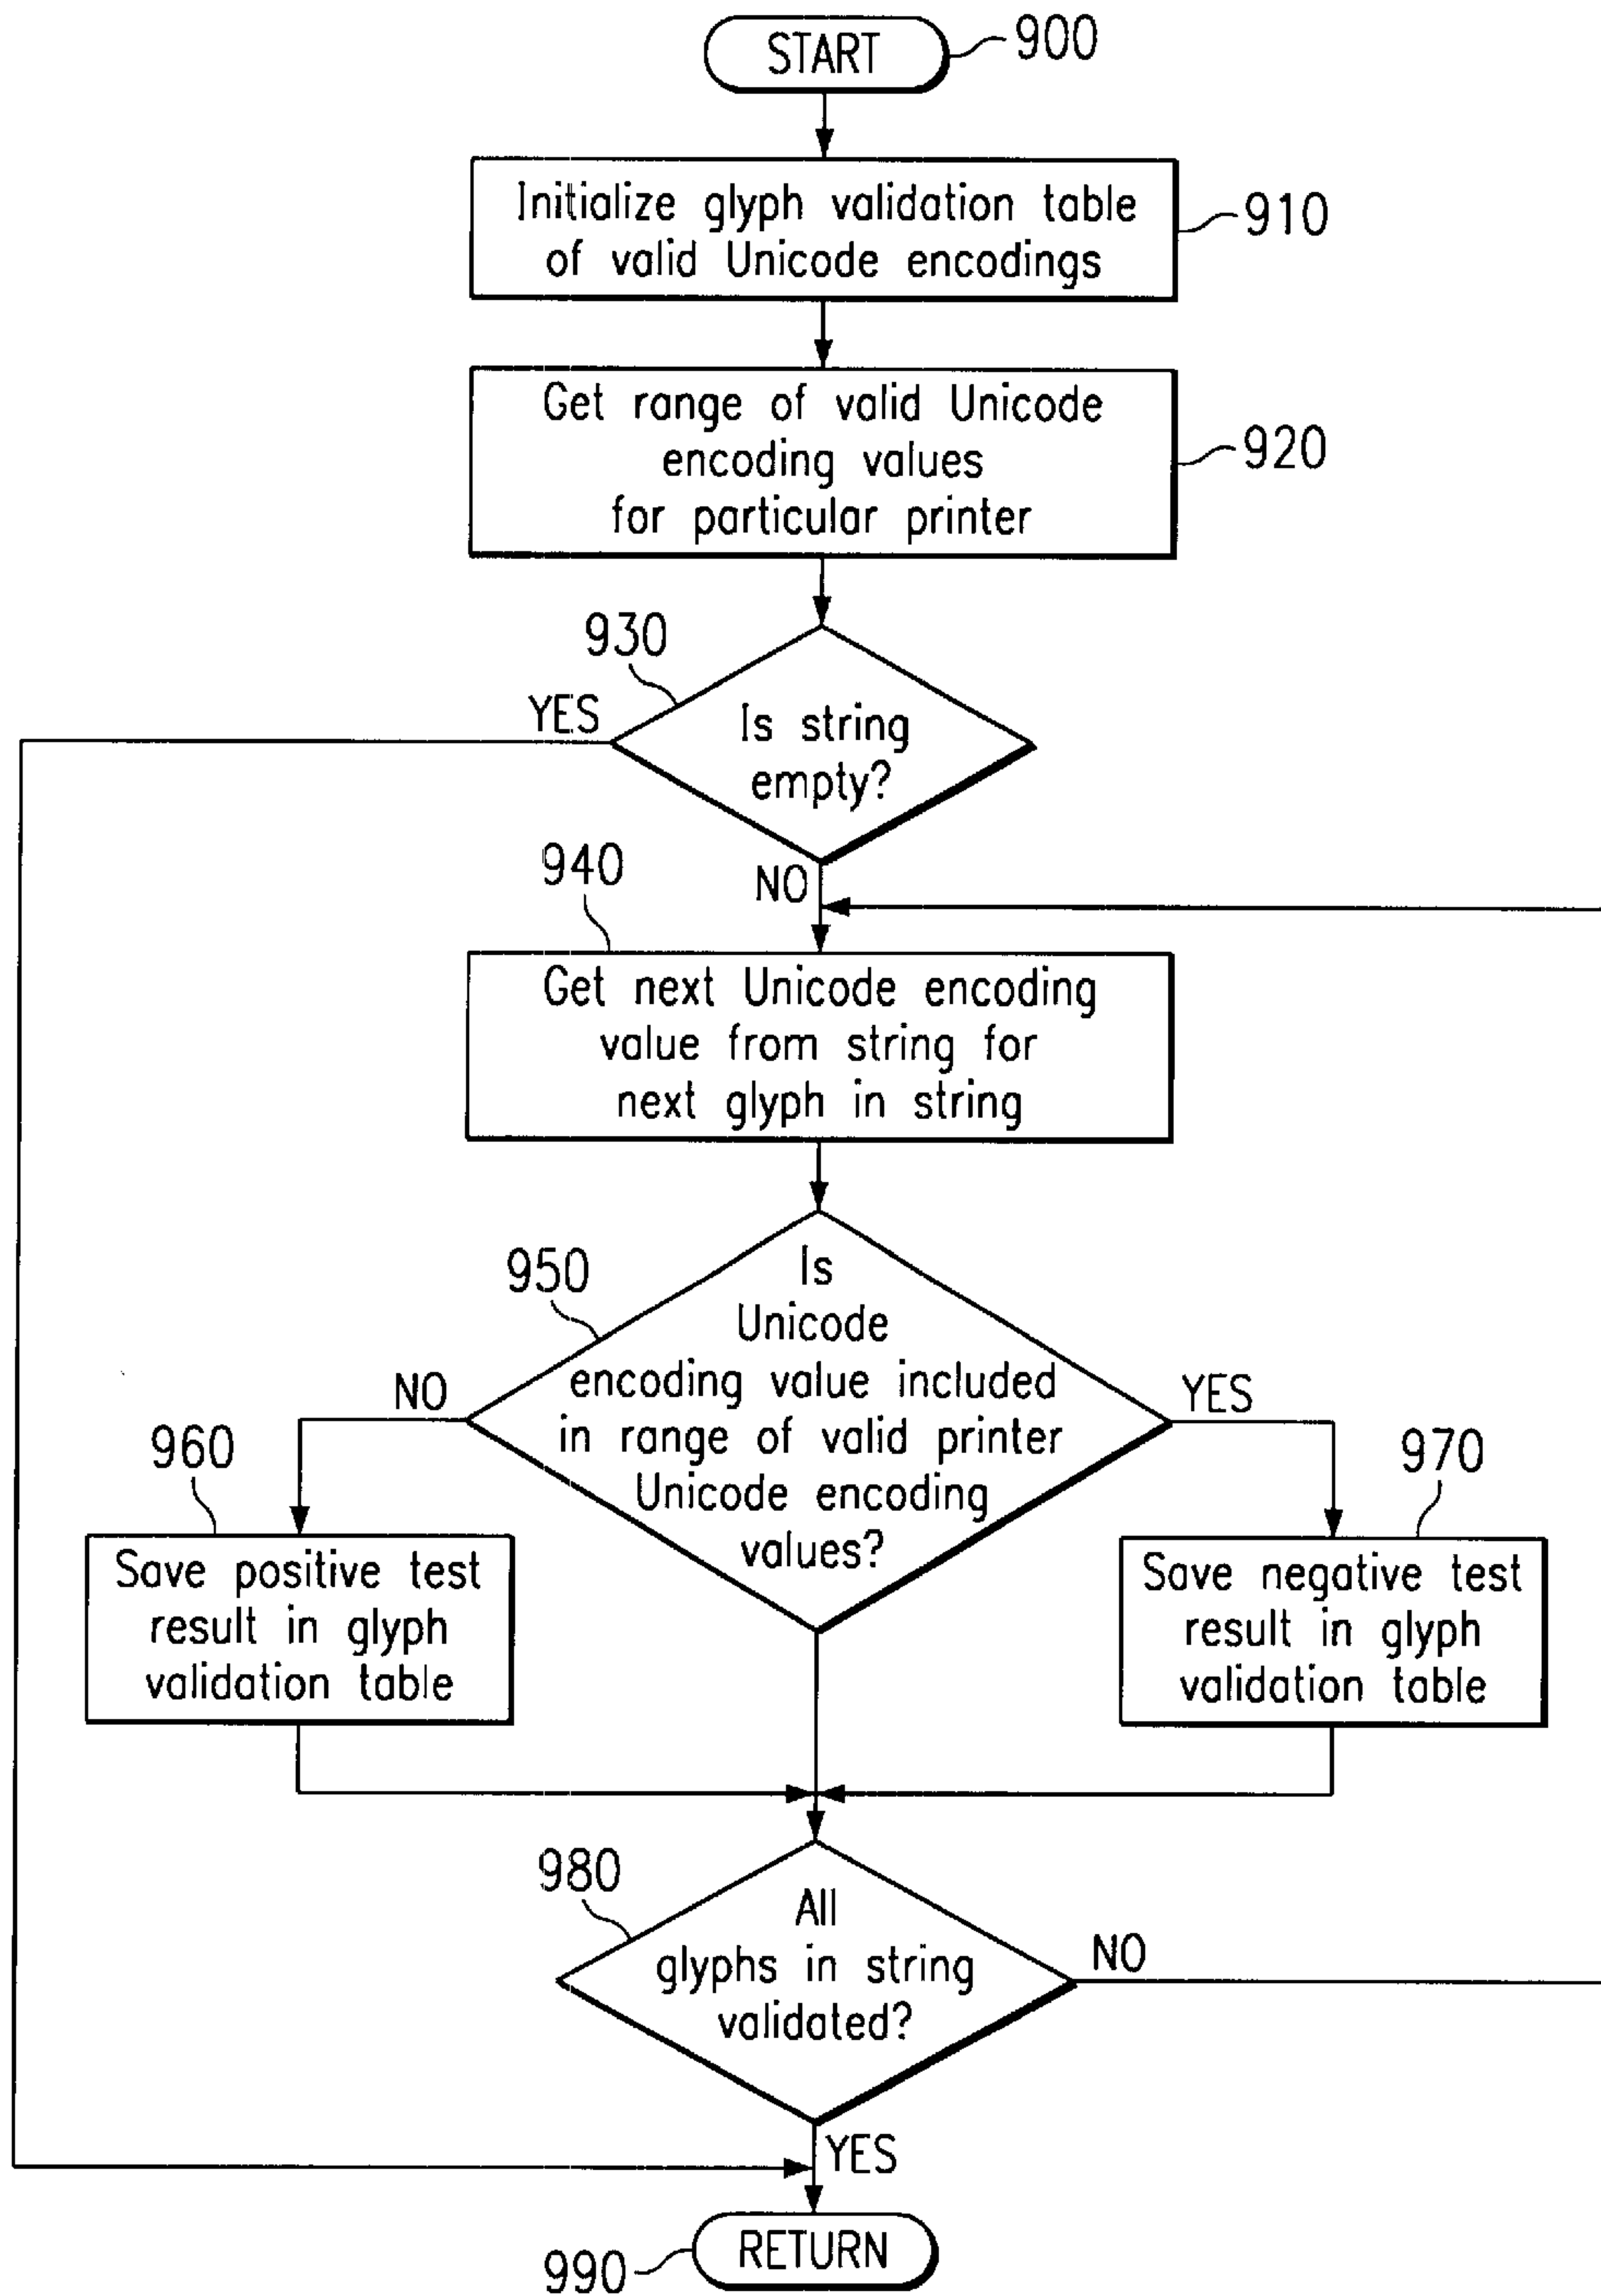 START
900
Initialize glyph validation table
of valid Unicode encodings
910
Get range of valid Unicode
encoding values
for particular printer
920
930
YES
Is string
empty?
NO
940
Get next Unicode encoding
value from string for
next glyph in string
950
Is
Unicode
encoding value included
in range of valid printer
Unicode encoding
values?
NO
YES
960
Save positive test
result in glyph
validation table
970
Save negative test
result in glyph
validation table
980
All
glyphs in string
validated?
NO
YES
RETURN
990